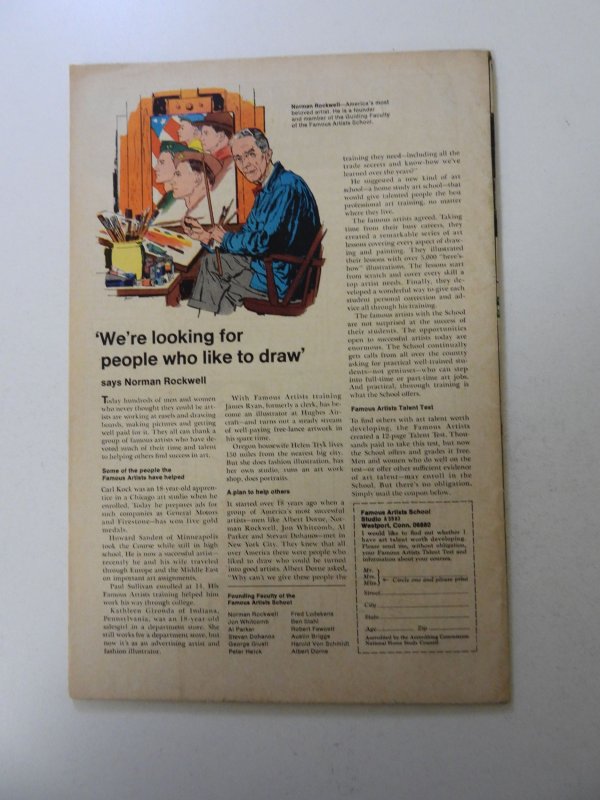 Norman Rockwell—America's most
beloved artist. He is a founder
and member of the Guiding Faculty
of the Famous Artists School.
'We're looking for
people who like to draw'
says Norman Rockwell
Today hundreds of men and women
who never thought they could be art-
ists are working at easels and drawing
boards, making pictures and getting
well paid for it. They all can thank a
group of famous artists who have de-
voted much of their time and talent
to helping others find success in art.
Some of the people the
Famous Artists have helped
Carl Kock was an 18-year-old appren-
tice in a Chicago art studio when he
enrolled. Today he prepares ads for
such companies as General Motors
and Firestone—has won five gold
medals.
Howard Sanden of Minneapolis
took the Course while still in high
school. He is now a successful artist—
recently he and his wife traveled
through Europe and the Middle East
on important art assignments.
Paul Sullivan enrolled at 14. His
Famous Artists training helped him
work his way through college.
Kathleen Gironda of Indiana,
Pennsylvania, was an 18-year-old
salesgirl in a department store. She
still works for a department store, but
now it's as an advertising artist and
fashion illustrator.
With Famous Artists training
James Ryan, formerly a clerk, has be-
come an illustrator at Hughes Air-
craft—and turns out a steady stream
of well-paying free-lance artwork in
his spare time.
Oregon housewife Helen Tryk lives
150 miles from the nearest big city.
But she does fashion illustration, has
her own studio, runs an art work
shop, does portraits.
A plan to help others
It started over 18 years ago when a
group of America's most successful
artists—men like Albert Dorne, Nor-
man Rockwell, Jon Whitcomb, Al
Parker and Stevan Dohanos—met in
New York City. They knew that all
over America there were people who
liked to draw who could be turned
into good artists. Albert Dorne asked,
"Why can't we give these people the
Founding Faculty of the
Famous Artists School
Norman Rockwell
Jon Whitcomb
Al Parker
Stevan Dohanos
George Giusti
Peter Helck
Fred Ludekens
Ben Stahl
Robert Fawcett
Austin Briggs
Harold Von Schmidt
Albert Dorne
training they need—including all the
trade secrets and know-how we've
learned over the years?"
He suggested a new kind of art
school—a home study art school—that
would give talented people the best
professional art training, no matter
where they live.
The famous artists agreed. Taking
time from their busy careers, they
created a remarkable series of art
lessons covering every aspect of draw-
ing and painting. They illustrated
their lessons with over 5,000 "here's-
how" illustrations. The lessons start
from scratch and cover every skill a
top artist needs. Finally, they de-
veloped a wonderful way to give each
student personal correction and ad-
vice all through his training.
The famous artists with the School
are not surprised at the success of
their students. The opportunities
open to successful artists today are
enormous. The School continually
gets calls from all over the country
asking for practical well-trained stu-
dents—not geniuses—who can step
into full-time or part-time art jobs.
And practical, thorough training is
what the School gives.
Famous Artists Talent Test
To find others with art talent worth
developing, the Famous Artists
created a 12-page Talent Test. Thou-
sands paid to take this test, but now
the School offers and grades it free.
Men and women who do well on the
test—or offer other sufficient evidence
of art talent—may enroll in the
School. But there's no obligation.
Simply mail the coupon below.
Famous Artists School
Studio
Westport, Conn. 06880
I would like to find out whether I
have art talent worth developing.
Please send me, without obligation,
your Famous Artists Talent Test and
information about your courses.
Mr.
Mrs.
Miss
Circle one and please print
Street
City
State
Age Zip
Accredited by the Accrediting Commission
National Home Study Council